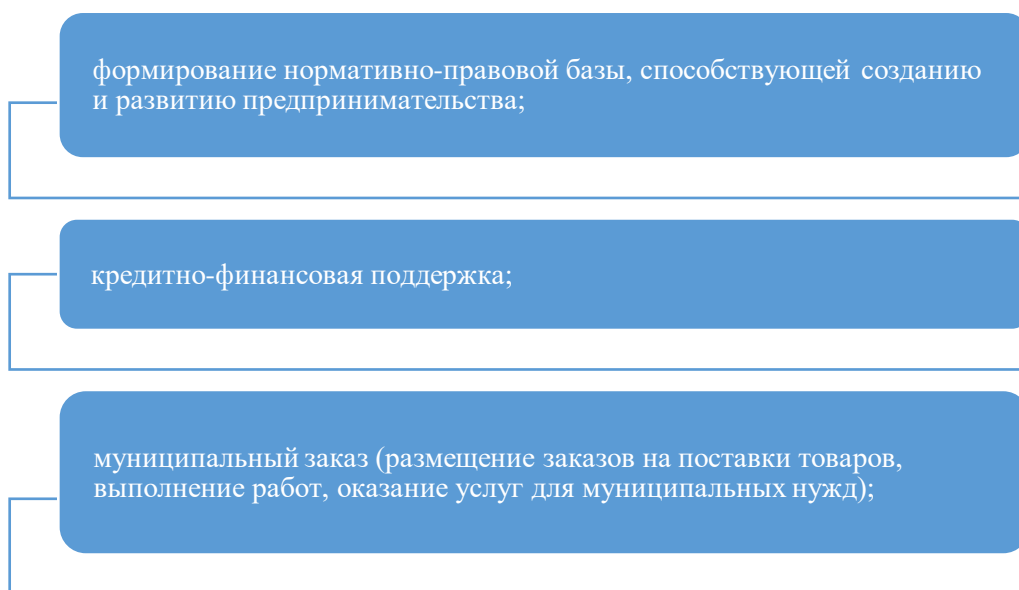 формирование нормативно-правовой базы, способствующей созданию
и развитию предпринимательства;
кредитно-финансовая поддержка;
муниципальный заказ (размещение заказов на поставки товаров,
выполнение работ, оказание услуг для муниципальных нужд);